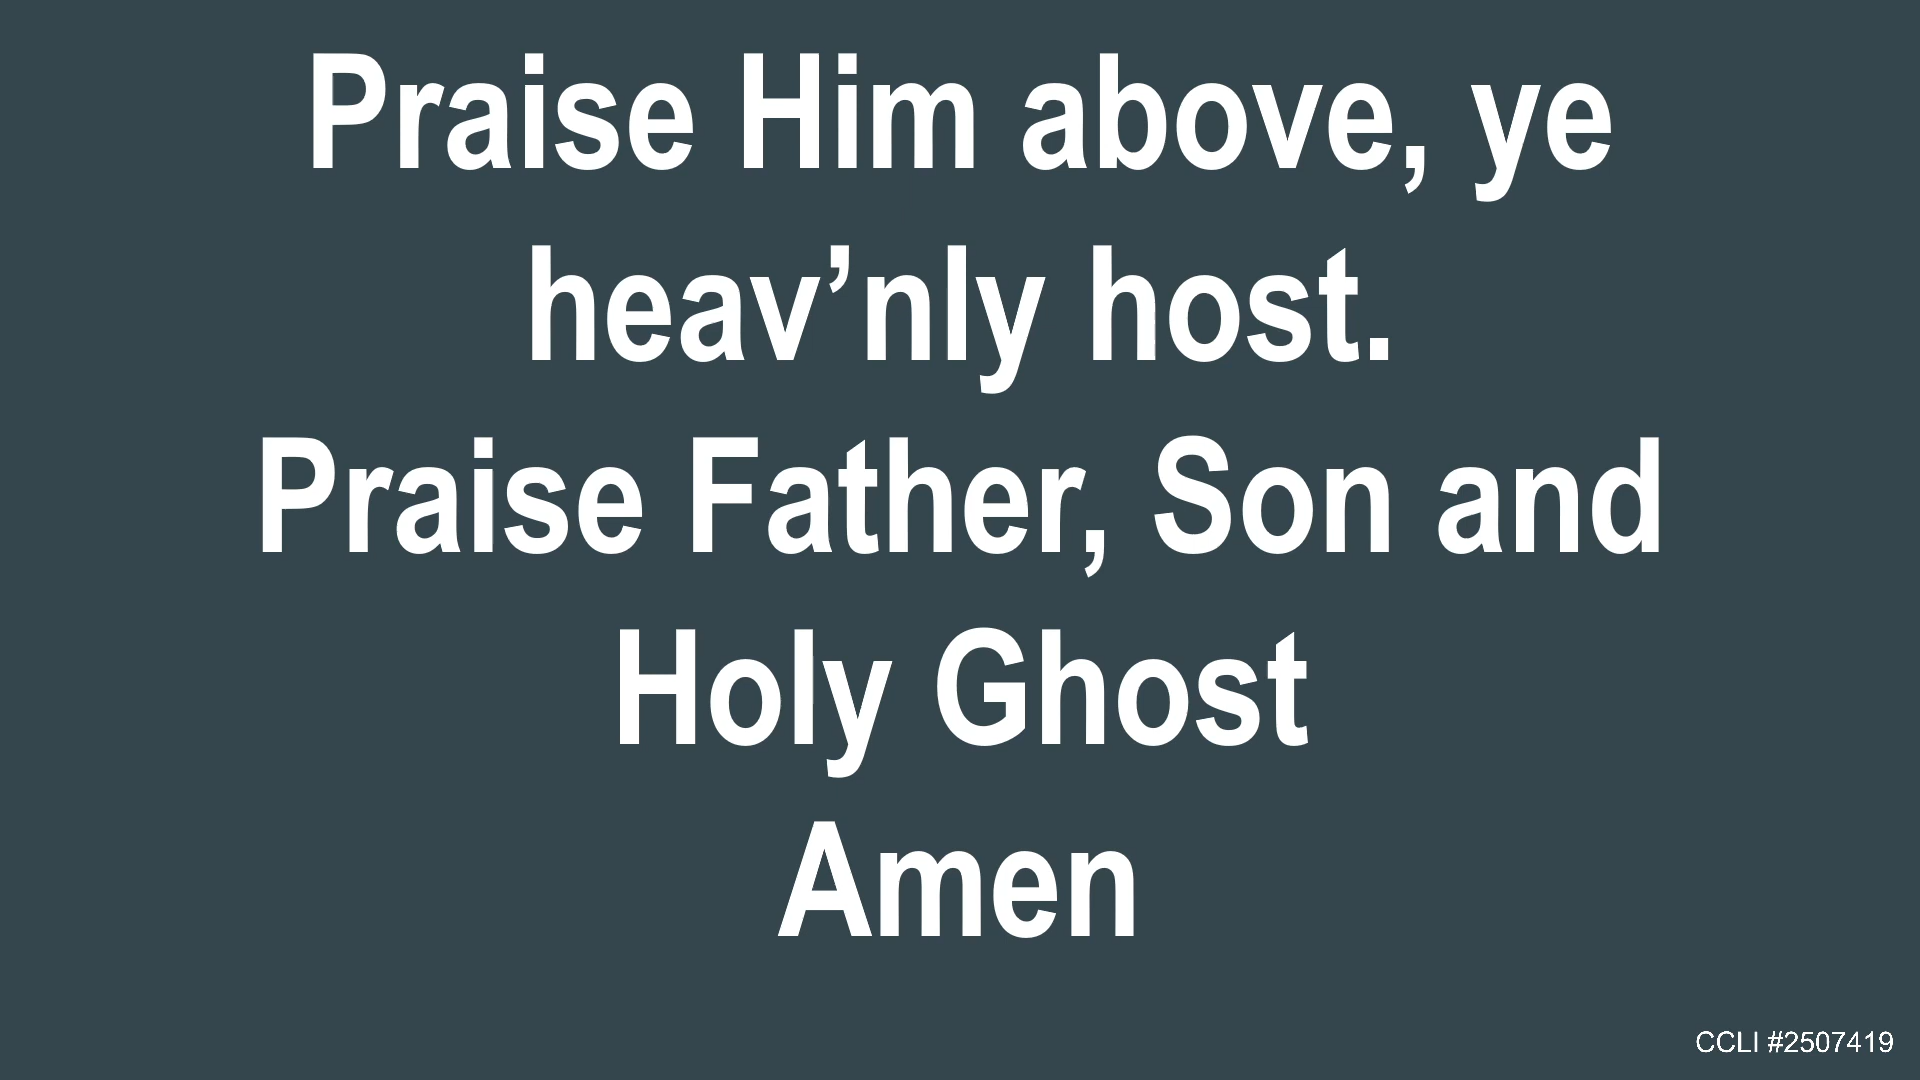 Praise Him above, ye
heav’nly host.
Praise Father, Son and
Holy Ghost
Amen
CCLI #2507419